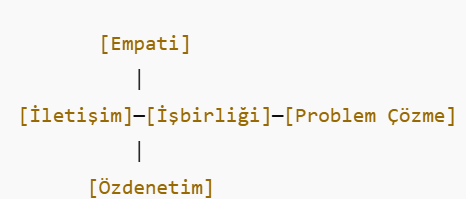 [Empati]
|
[İletişim]—[İşbirliği]—[Problem Çözme]
|
[Özdenetim]